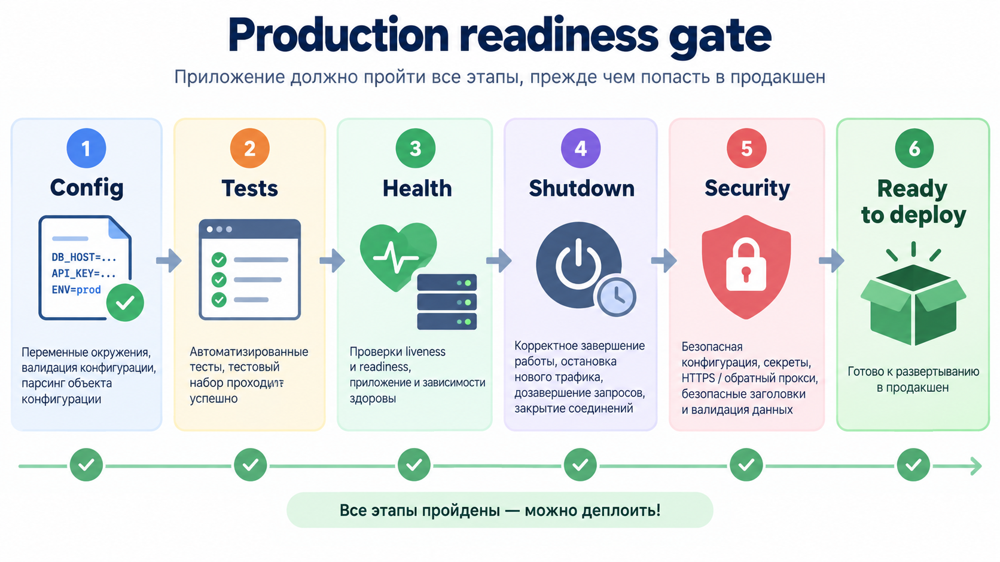 Production readiness gate
Приложение должно пройти все этапы, прежде чем попасть в продакшен
1
Config
DB_HOST=...
API_KEY=...
ENV=prod
Переменные окружения,
валидация конфигурации,
парсинг объекта
конфигурации
2
Tests
Автоматизированные
тесты, тестовый
набор
успешно
3
Health
Проверки liveness
и readiness,
приложение и зависимости
здоровы
4
Shutdown
Корректное завершение
работы, остановка
нового трафика,
дозавершение запросов,
закрытие соединений
5
Security
Безопасная
конфигурация, секреты,
HTTPS / обратный прокси,
безопасные заголовки
и валидация данных
6
Ready
to deploy
Готово к развертыванию
в продакшен
Все этапы пройдены — можно деплоить!